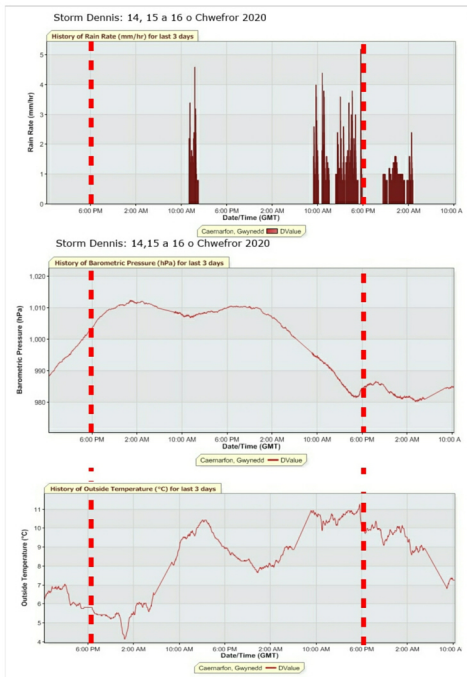 Storm Dennis: 14, 15 a 16 o Chwefror 2020
History of Rain Rate (mm/hr) for last 3 days
Rain Rate (mm/hr)
5
4
3
2
1
0
6:00 PM 2:00 AM 10:00 AM 6:00 PM 2:00 AM 10:00 AM 6:00 PM 2:00 AM 6:00 A
Date/Time (GMT)
Caernarfon, Gwynedd DValue
Storm Dennis: 14,15 a 16 o Chwefror 2020
History of Barometric Pressure (hPa) for last 3 days
Barometric Pressure (hPa)
1,020
1,010
1,000
990
980
6:00 PM 2:00 AM 10:00 AM 6:00 PM 2:00 AM 10:00 AM 6:00 PM 2:00 AM 10:00 A
Date/Time (GMT)
Caernarfon, Gwynedd DValue
History of Outside Temperature (°C) for last 3 days
Outside Temperature (°C)
11
10
9
8
7
6
5
4
6:00 PM 2:00 AM 10:00 AM 6:00 PM 2:00 AM 10:00 AM 6:00 PM 2:00 AM 10:00 A
Date/Time (GMT)
Caernarfon, Gwynedd DValue